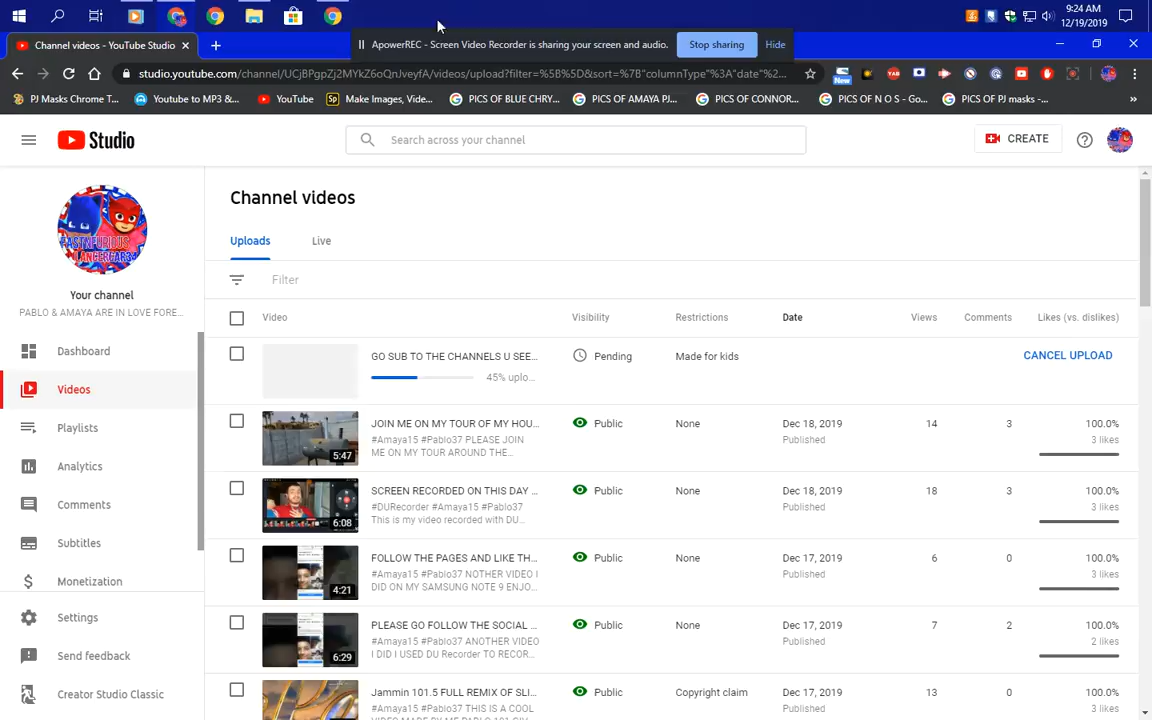 9:24 AM
12/19/2019
Channel videos - YouTube Studio
ApowerREC - Screen Video Recorder is sharing your screen and audio.
Stop sharing
Hide
studio.youtube.com/channel/UCjBPgpZj2MYkZ6oQnJveyfA/videos/upload?filter=%5B%5D&sort=%7B"columnType"%3A"date"%2...
New
PJ Masks Chrome T...
Youtube to MP3 &...
YouTube
Sp
Make Images, Vide...
PICS OF BLUE CHRY...
PICS OF AMAYA PJ...
PICS OF CONNOR...
PICS OF N O S - Go...
PICS OF PJ masks -...
»
Studio
Search across your channel
CREATE
FASTNFURIOUS
LANCERCAR34
Your channel
PABLO & AMAYA ARE IN LOVE FORE...
Dashboard
Videos
Playlists
Analytics
Comments
Subtitles
Monetization
Settings
Send feedback
Creator Studio Classic
Channel videos
Uploads
Live
Filter
Video
Visibility
Restrictions
Date
Views
Comments
Likes (vs. dislikes)
GO SUB TO THE CHANNELS U SEE...
45% uplo...
Pending
Made for kids
CANCEL UPLOAD
5:47
JOIN ME ON MY TOUR OF MY HOU...
#Amaya15 #Pablo37 PLEASE JOIN
ME ON MY TOUR AROUND THE...
Public
None
Dec 18, 2019
Published
14
3
100.0%
3 likes
6:08
SCREEN RECORDED ON THIS DAY ...
#DURecorder #Amaya15 #Pablo37
This is my video recorded with DU
Public
None
Dec 18, 2019
Published
18
3
100.0%
3 likes
4:21
FOLLOW THE PAGES AND LIKE TH...
#Amaya15 #Pablo37 NOTHER VIDEO I
DID ON MY SAMSUNG NOTE 9 ENJO...
Public
None
Dec 17, 2019
Published
6
0
100.0%
3 likes
6:29
PLEASE GO FOLLOW THE SOCIAL ...
#Amaya15 #Pablo37 ANOTHER VIDEO
I DID I USED DU Recorder TO RECOR...
Public
None
Dec 17, 2019
Published
7
2
100.0%
2 likes
Jammin 101.5 FULL REMIX OF SLI...
#Amaya15 #Pablo37 THIS IS A COOL
VIDEO MADE BY ME PABLO 101 GIV...
Public
Copyright claim
Dec 17, 2019
Published
13
0
100.0%
3 likes